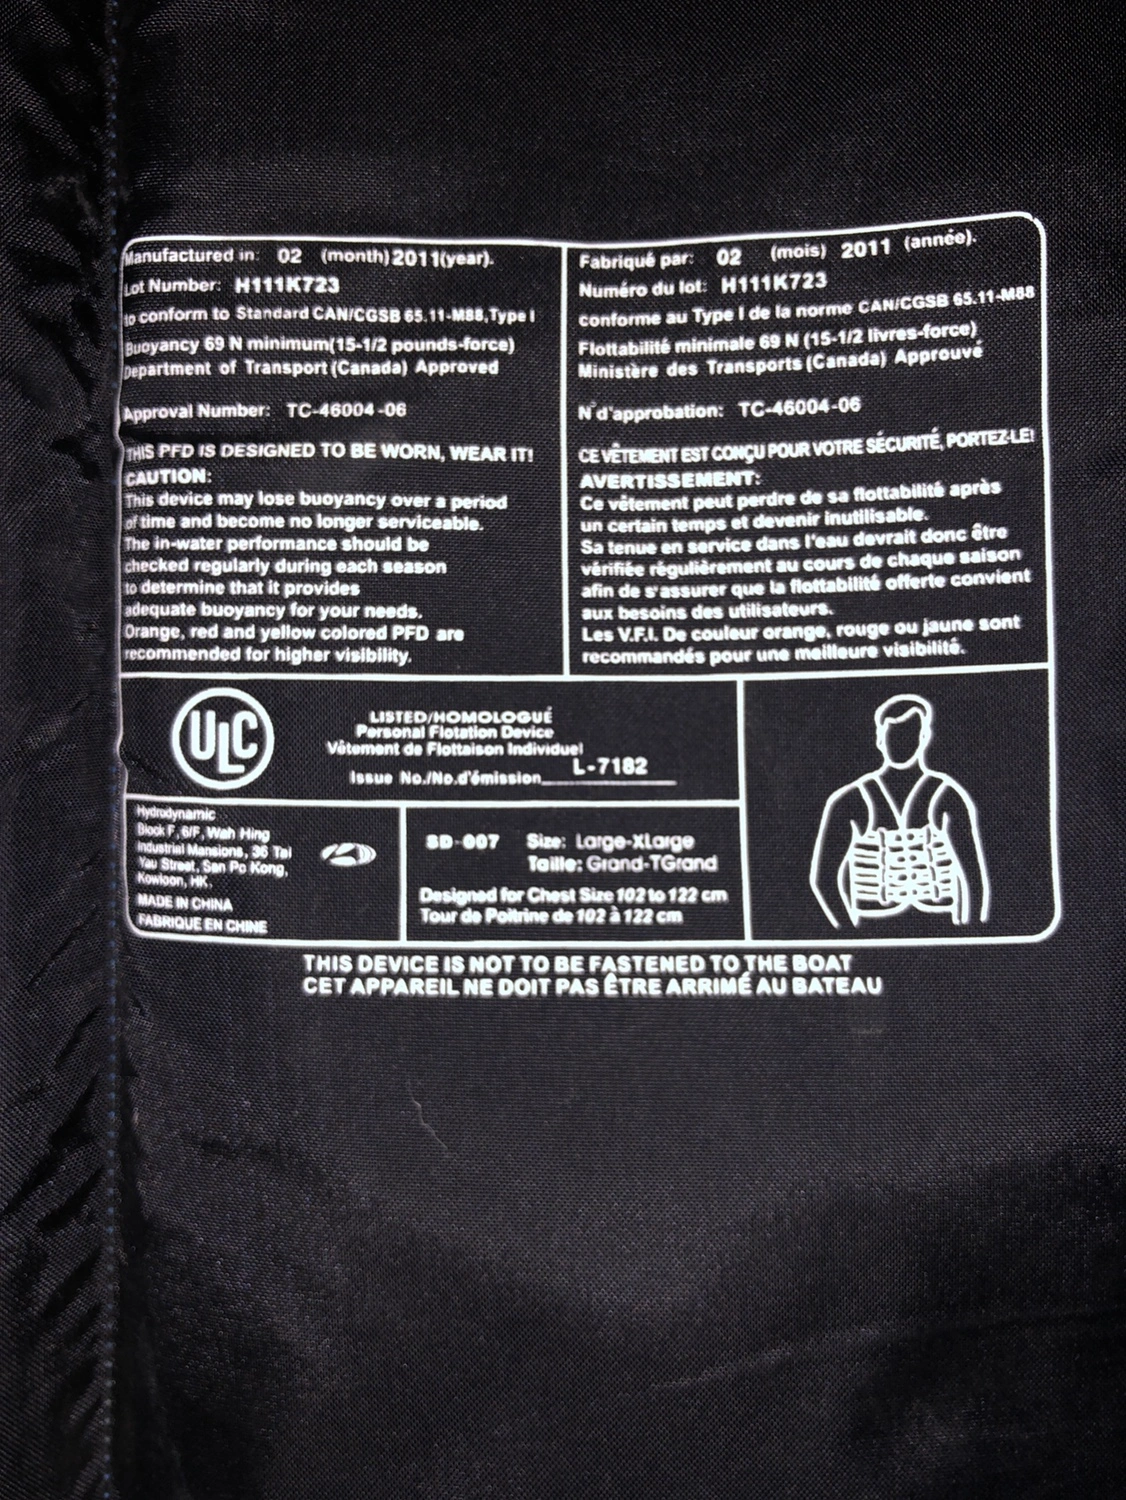 Manufactured in: 02 (month) 2011 (year).
Lot Number: H111K723
to conform to Standard CAN/CGSB 65.11-M88, Type I
Buoyancy 69 N minimum(15-1/2 pounds-force)
Department of Transport (Canada) Approved
Approval Number: TC-46004-06
THIS PFD IS DESIGNED TO BE WORN, WEAR IT!
CAUTION:
This device may lose buoyancy over a period
of time and become no longer serviceable.
The in-water performance should be
checked regularly during each season
to determine that it provides
adequate buoyancy for your needs.
Orange, red and yellow colored PFD are
recommended for higher visibility.
Fabriqué par: 02 (mois) 2011 (année).
Numéro du lot: H111K723
conforme au Type I de la norme CAN/CGSB 65.11-M88
Flottabilité minimale 69 N (15-1/2 livres-force)
Ministère des Transports (Canada) Approuvé
N°d'approbation: TC-46004-06
CE VÊTEMENT EST CONÇU POUR VOTRE SÉCURITÉ, PORTEZ-LE!
AVERTISSEMENT:
Ce vêtement peut perdre de sa flottabilité après
un certain temps et devenir inutilisable.
Sa tenue en service dans l'eau devrait donc être
vérifiée régulièrement au cours de chaque saison
afin de s'assurer que la flottabilité offerte convient
aux besoins des utilisateurs.
Les V.F.I. De couleur orange, rouge ou jaune sont
recommandés pour une meilleure visibilité.
ULC
LISTED/HOMOLOGUÉ
Personal Flotation Device
Vêtement de Flottaison Individuel
Issue No./No.d'émission L-7182
Hydrodynamic
Block F, 6/F, Wah Hing
Industrial Mansions, 36 Tai
Yau Street, San Po Kong,
Kowloon, HK.
MADE IN CHINA
FABRIQUE EN CHINE
SD-007 Size: Large-XLarge
Taille: Grand-TGrand
Designed for Chest Size 102 to 122 cm
Tour de Poitrine de 102 à 122 cm
THIS DEVICE IS NOT TO BE FASTENED TO THE BOAT
CET APPAREIL NE DOIT PAS ÊTRE ARRIMÉ AU BATEAU